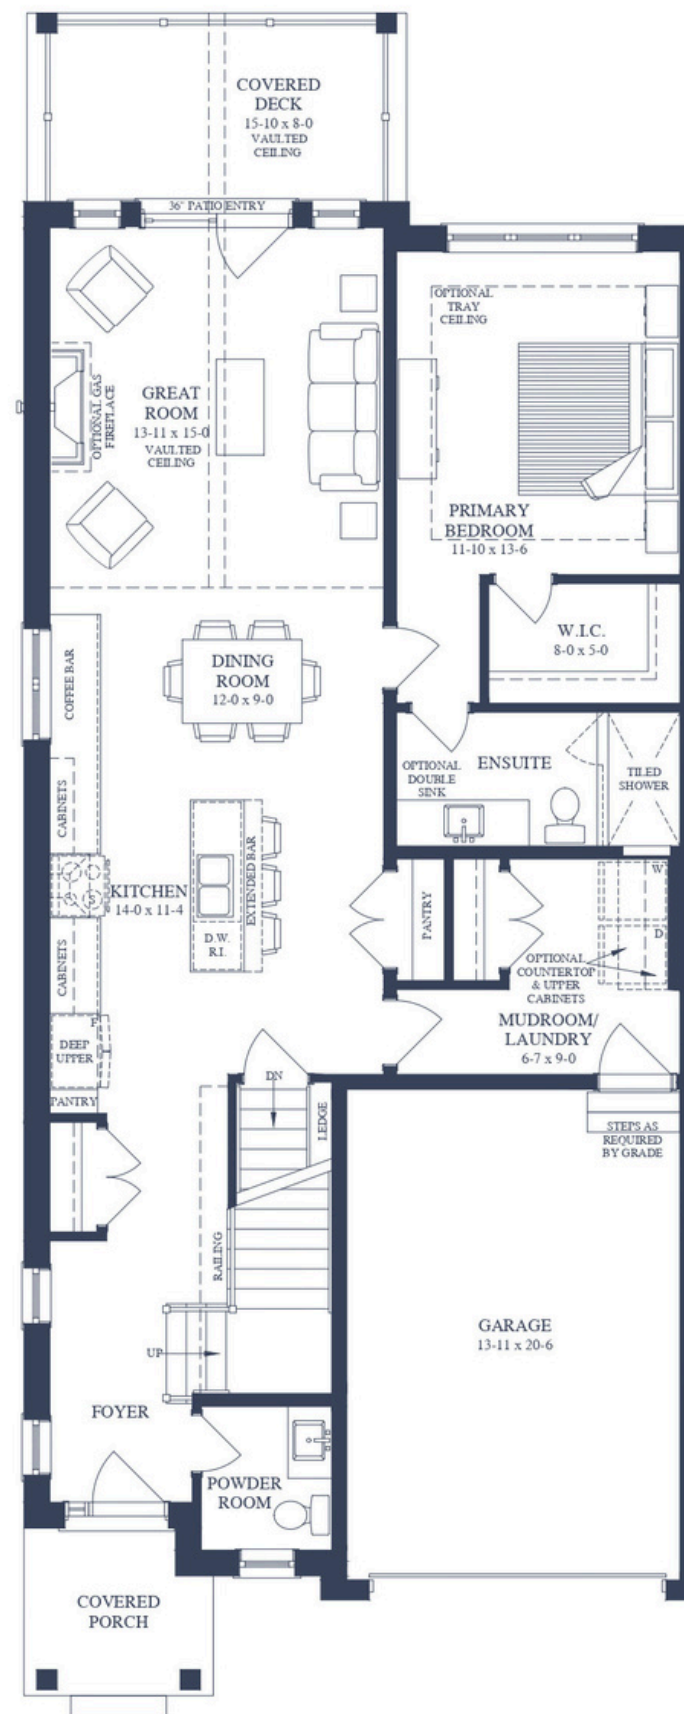 COVERED
DECK
15-10 x 8-0
VAULTED
CEILING
36" PATIO ENTRY
OPTIONAL
TRAY
CEILING
OPTIONAL GAS
FIREPLACE
GREAT
ROOM
13-11 x 15-0
VAULTED
CEILING
PRIMARY
BEDROOM
11-10 x 13-6
W.I.C.
8-0 x 5-0
COFFEE BAR
DINING
ROOM
12-0 x 9-0
ENSUITE
OPTIONAL
DOUBLE
SINK
TILED
SHOWER
CABINETS
KITCHEN
14-0 x 11-4
EXTENDED BAR
D.W.
R.I.
PANTRY
W
D
OPTIONAL
COUNTERTOP
& UPPER
CABINETS
CABINETS
MUDROOM/
LAUNDRY
6-7 x 9-0
F
DEEP
UPPER
PANTRY
DN
LEDGE
STEPS AS
REQUIRED
BY GRADE
RAILING
GARAGE
13-11 x 20-6
UP
FOYER
POWDER
ROOM
COVERED
PORCH